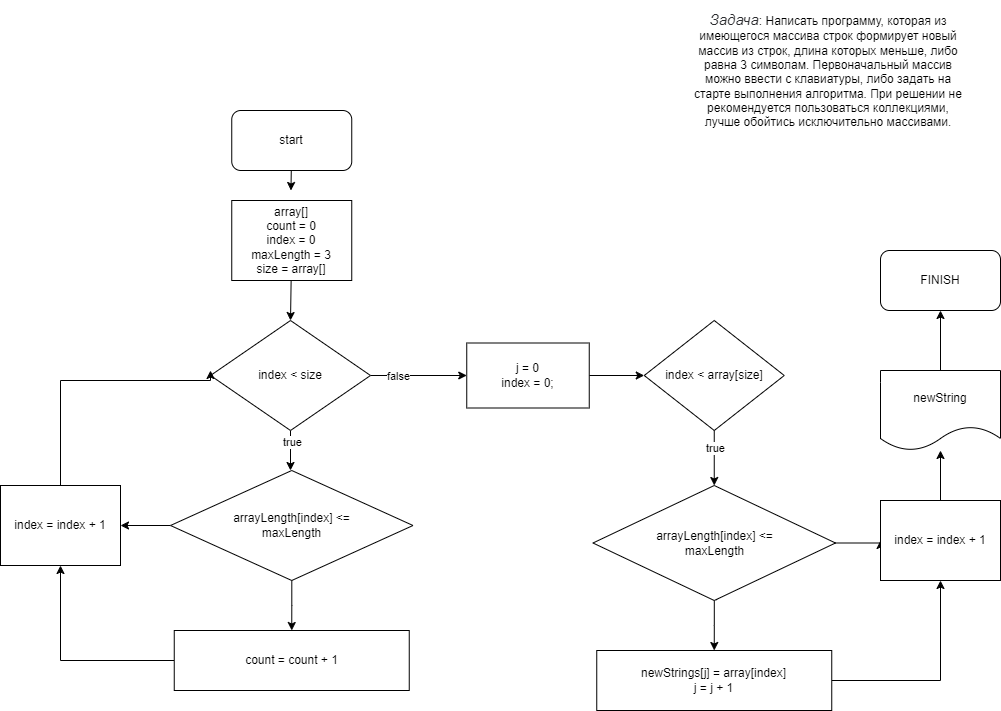 Задача: Написать программу, которая из
имеющегося массива строк формирует новый
массив из строк, длина которых меньше, либо
равна 3 символам. Первоначальный массив
можно ввести с клавиатуры, либо задать на
старте выполнения алгоритма. При решении не
рекомендуется пользоваться коллекциями,
лучше обойтись исключительно массивами.
start
array[]
count = 0
index = 0
maxLength = 3
size = array[]
index < size
false
true
arrayLength[index] <=
maxLength
index = index + 1
count = count + 1
j = 0
index = 0;
index < array[size]
true
arrayLength[index] <=
maxLength
newStrings[j] = array[index]
j = j + 1
index = index + 1
newString
FINISH